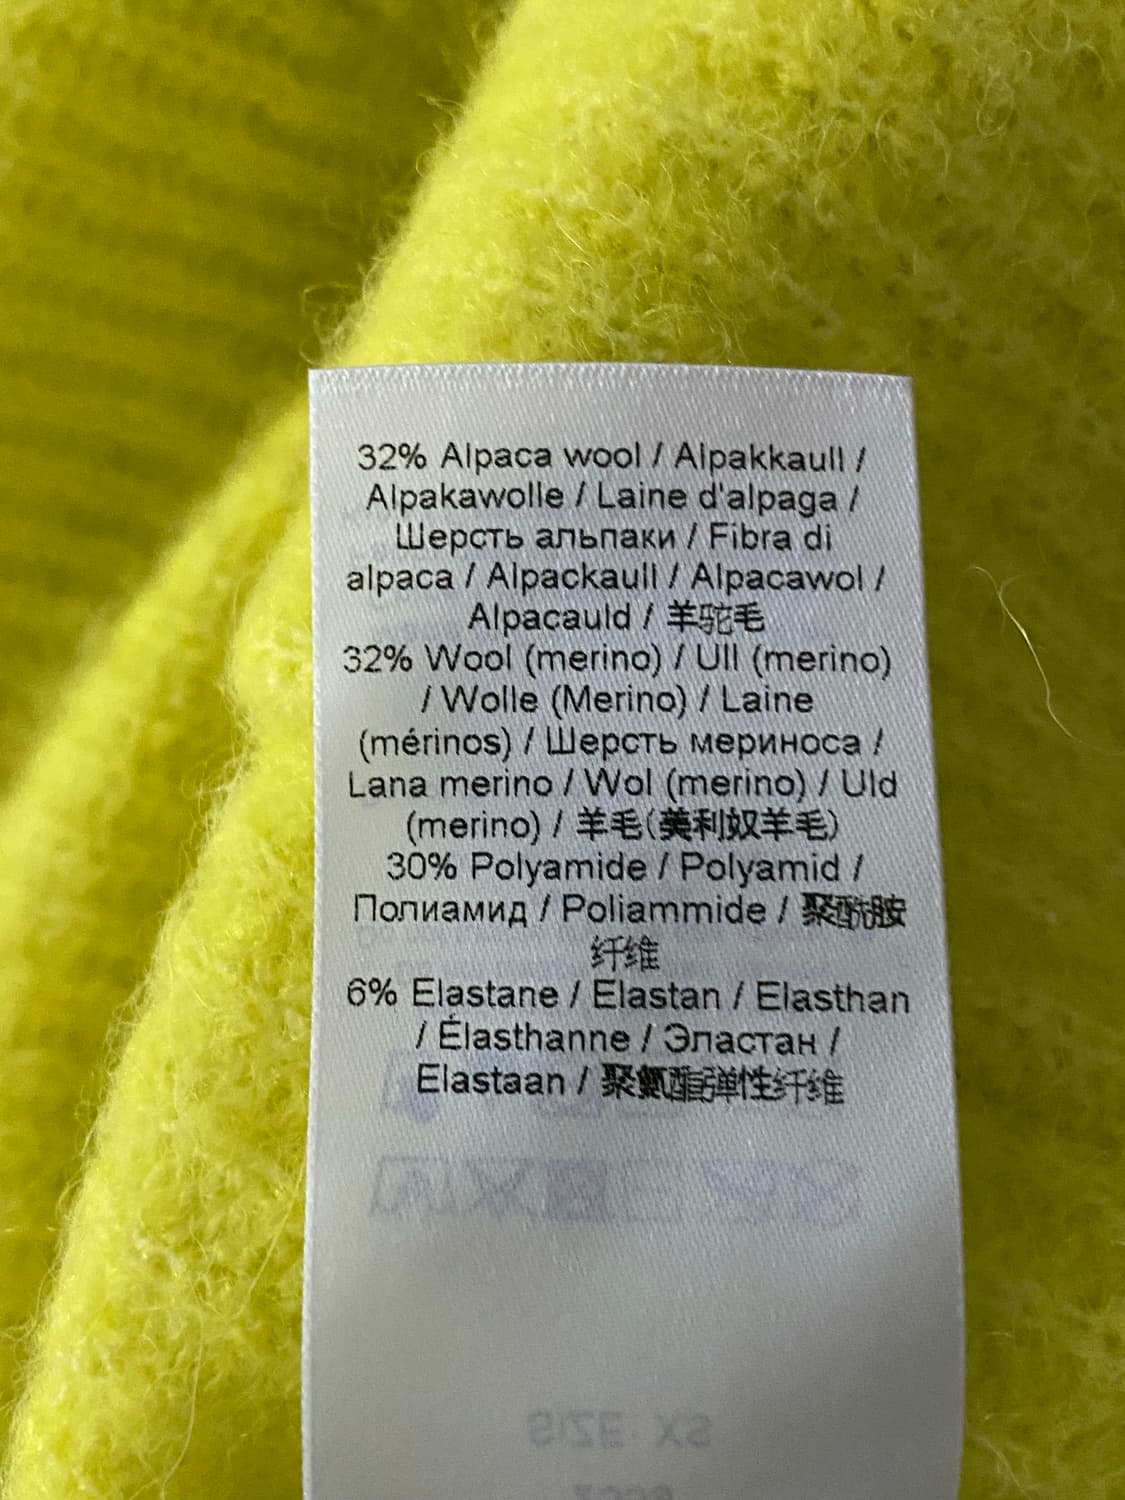 32% Alpaca wool / Alpakkaull /
Alpakawolle / Laine d'alpaga /
Шерсть альпаки / Fibra di
alpaca / Alpackaull / Alpacawol /
Alpacauld / 羊驼毛
32% Wool (merino) / Ull (merino)
/ Wolle (Merino) / Laine
(mérinos) / Шерсть мериноса /
Lana merino / Wol (merino) / Uld
(merino) / 羊毛(美利奴羊毛)
30% Polyamide / Polyamid /
Полиамид / Poliammide / 聚酰胺
纤维
6% Elastane / Elastan / Elasthan
/ Élasthanne / Эластан /
Elastaan / 聚氨酯弹性纤维
SIZE: XS